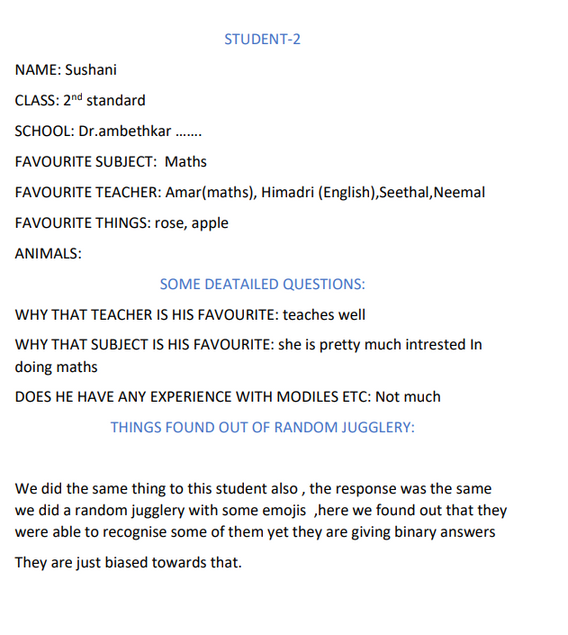 STUDENT-2
NAME: Sushani
CLASS: 2nd standard
SCHOOL: Dr.ambethkar .......
FAVOURITE SUBJECT:  Maths
FAVOURITE TEACHER: Amar(maths), Himadri (English),Seethal,Neemal
FAVOURITE THINGS: rose, apple
ANIMALS:
SOME DEATAILED QUESTIONS:
WHY THAT TEACHER IS HIS FAVOURITE: teaches well
WHY THAT SUBJECT IS HIS FAVOURITE: she is pretty much intrested In
doing maths
DOES HE HAVE ANY EXPERIENCE WITH MODILES ETC: Not much
THINGS FOUND OUT OF RANDOM JUGGLERY:
We did the same thing to this student also , the response was the same
we did a random jugglery with some emojis  ,here we found out that they
were able to recognise some of them yet they are giving binary answers
They are just biased towards that.